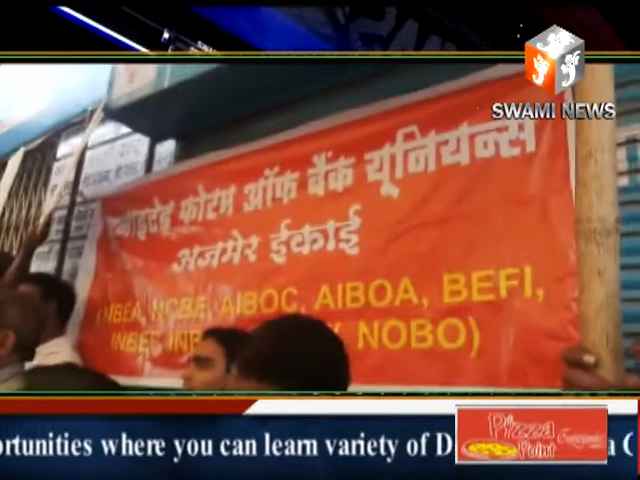 SWAMI NEWS
यूनाइटेड फोरम ऑफ बैंक यूनियन्स
अजमेर ईकाई
AIBOC, AIBOA, BEFI,
NOBO)
ortunities where you can learn variety of D
Pizza
Point